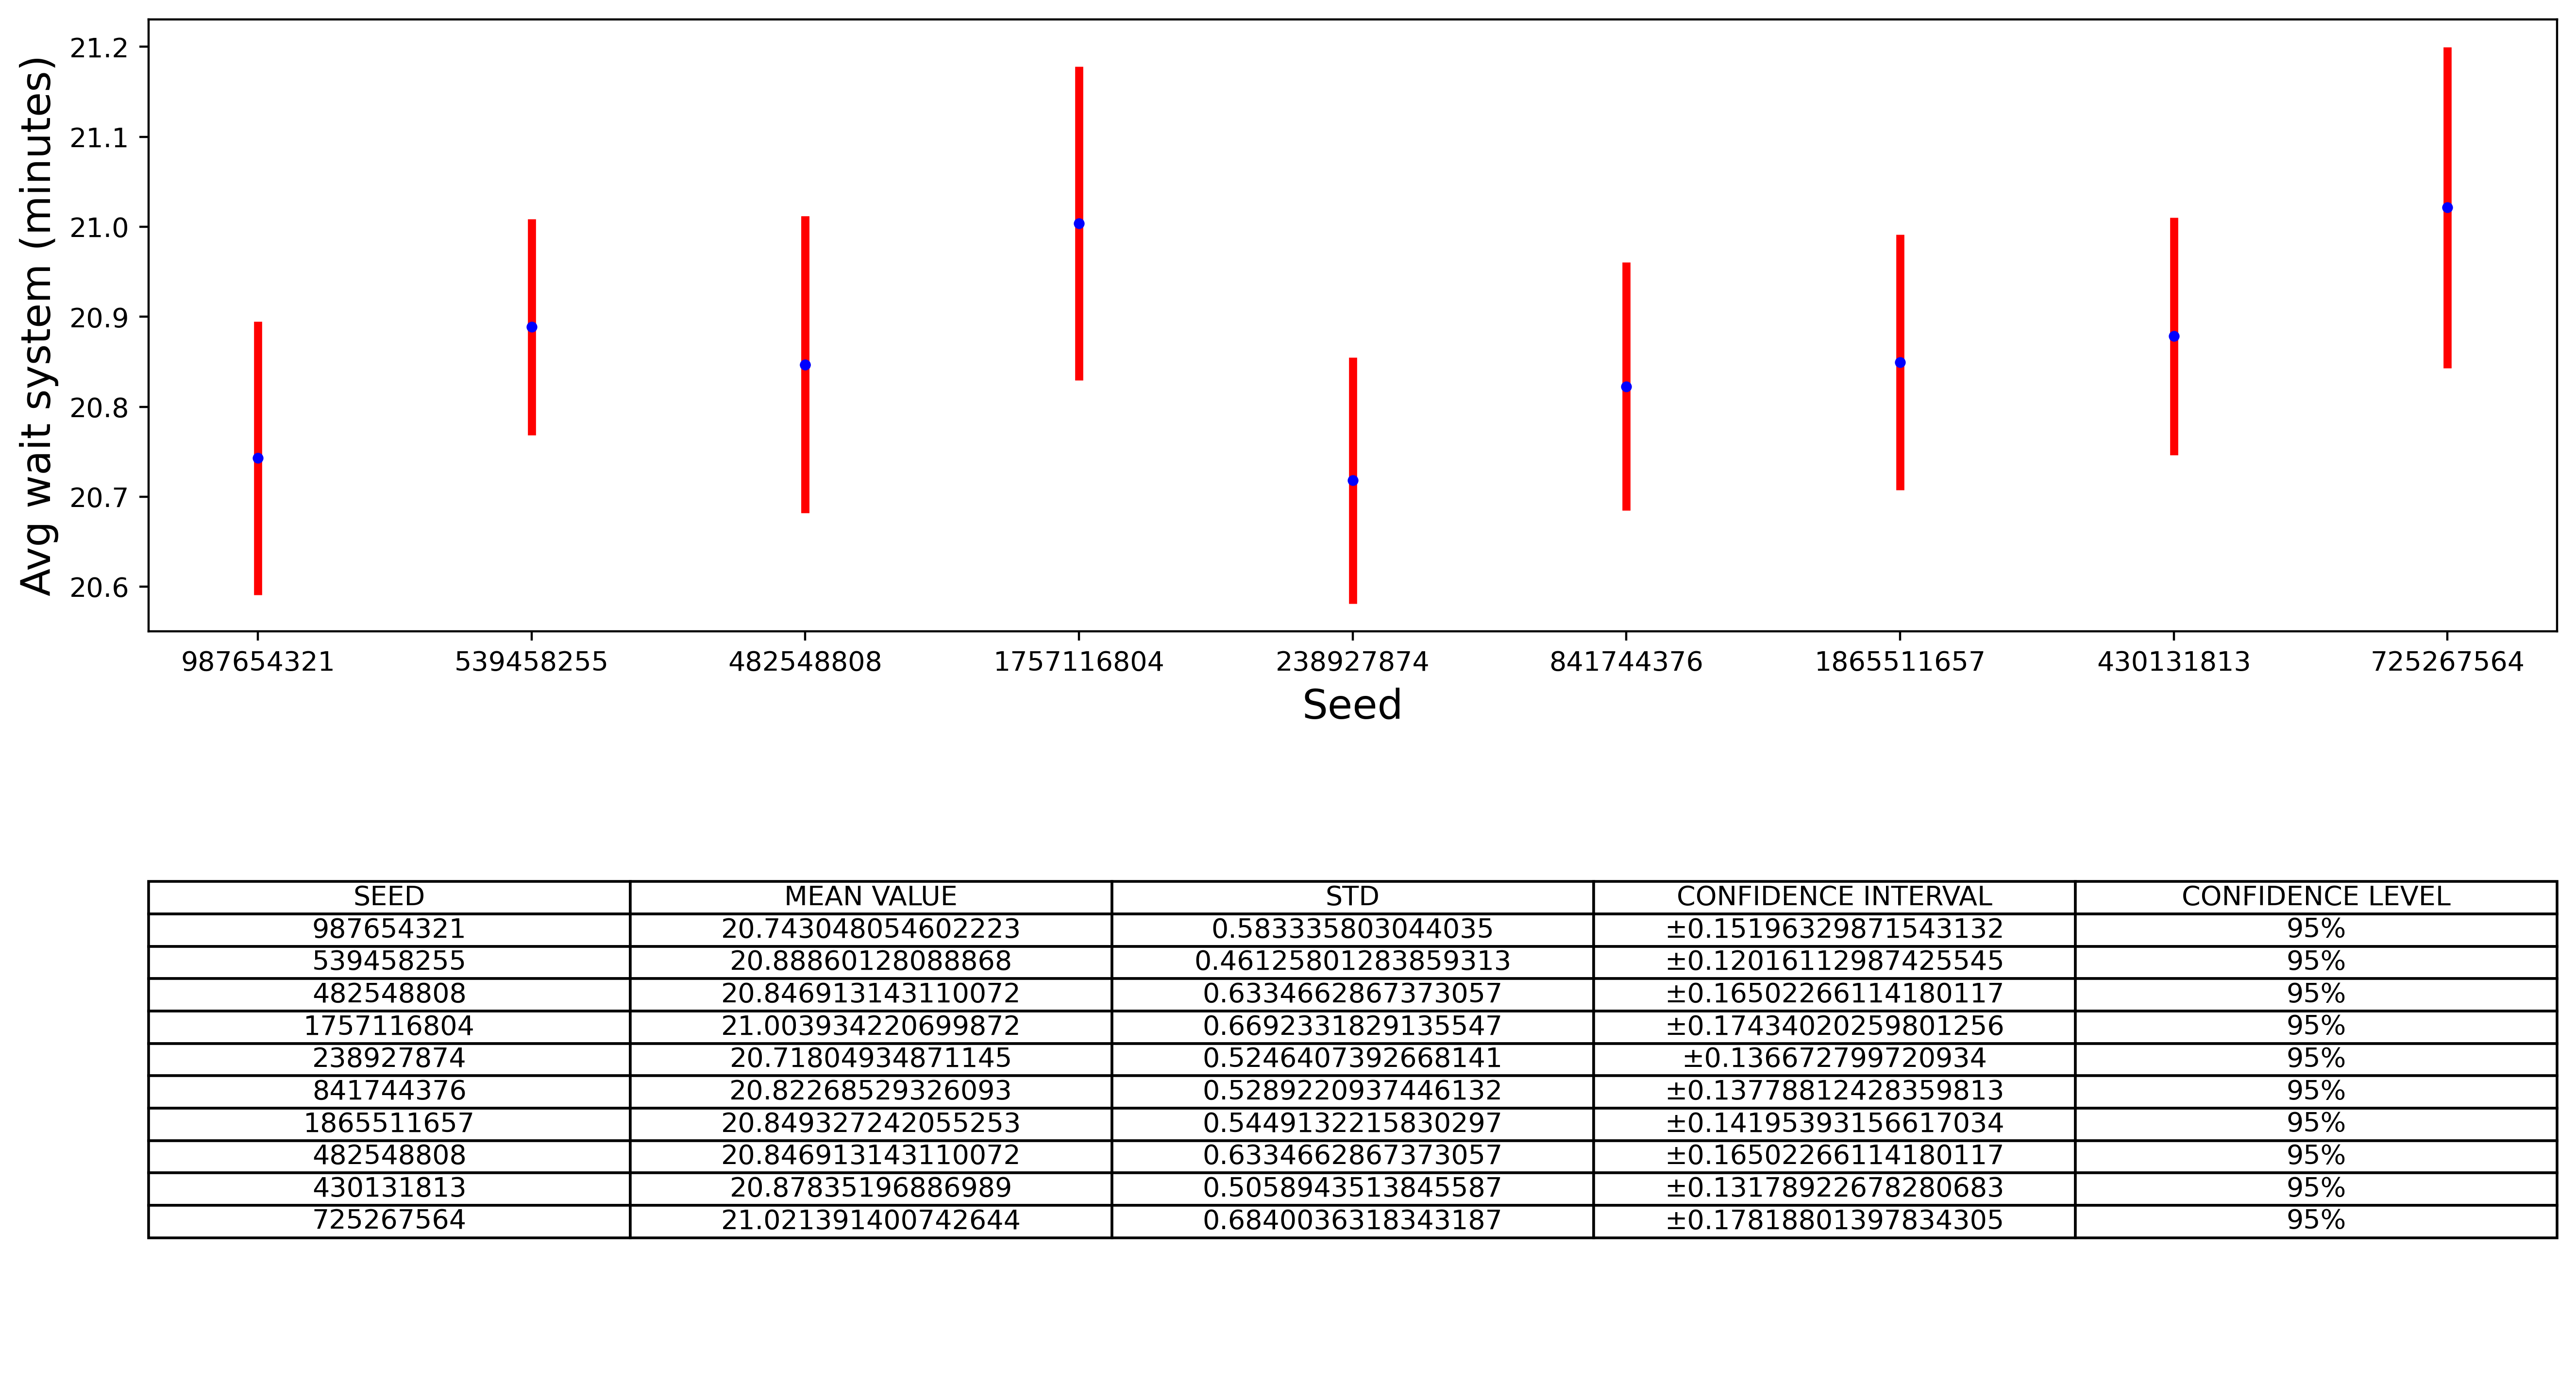 21.2
21.1
21.0
20.9
20.8
20.7
20.6
Avg wait system (minutes)
987654321 539458255 482548808 1757116804 238927874 841744376 1865511657 430131813 725267564
Seed
SEED MEAN VALUE STD CONFIDENCE INTERVAL CONFIDENCE LEVEL
987654321 20.743048054602223 0.583335803044035 ±0.15196329871543132 95%
539458255 20.88860128088868 0.46125801283859313 ±0.12016112987425545 95%
482548808 20.846913143110072 0.6334662867373057 ±0.16502266114180117 95%
1757116804 21.003934220699872 0.6692331829135547 ±0.17434020259801256 95%
238927874 20.71804934871145 0.5246407392668141 ±0.136672799720934 95%
841744376 20.82268529326093 0.5289220937446132 ±0.13778812428359813 95%
1865511657 20.849327242055253 0.5449132215830297 ±0.14195393156617034 95%
482548808 20.846913143110072 0.6334662867373057 ±0.16502266114180117 95%
430131813 20.87835196886989 0.5058943513845587 ±0.13178922678280683 95%
725267564 21.021391400742644 0.6840036318343187 ±0.17818801397834305 95%